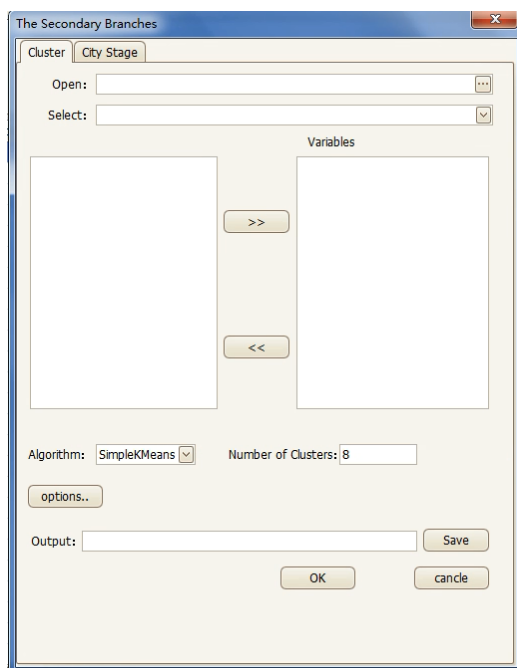 The Secondary Branches
Cluster City Stage
Open:
Select:
Variables
>>
<<
Algorithm: SimpleKMeans Number of Clusters: 8
options..
Output: Save
OK cancle